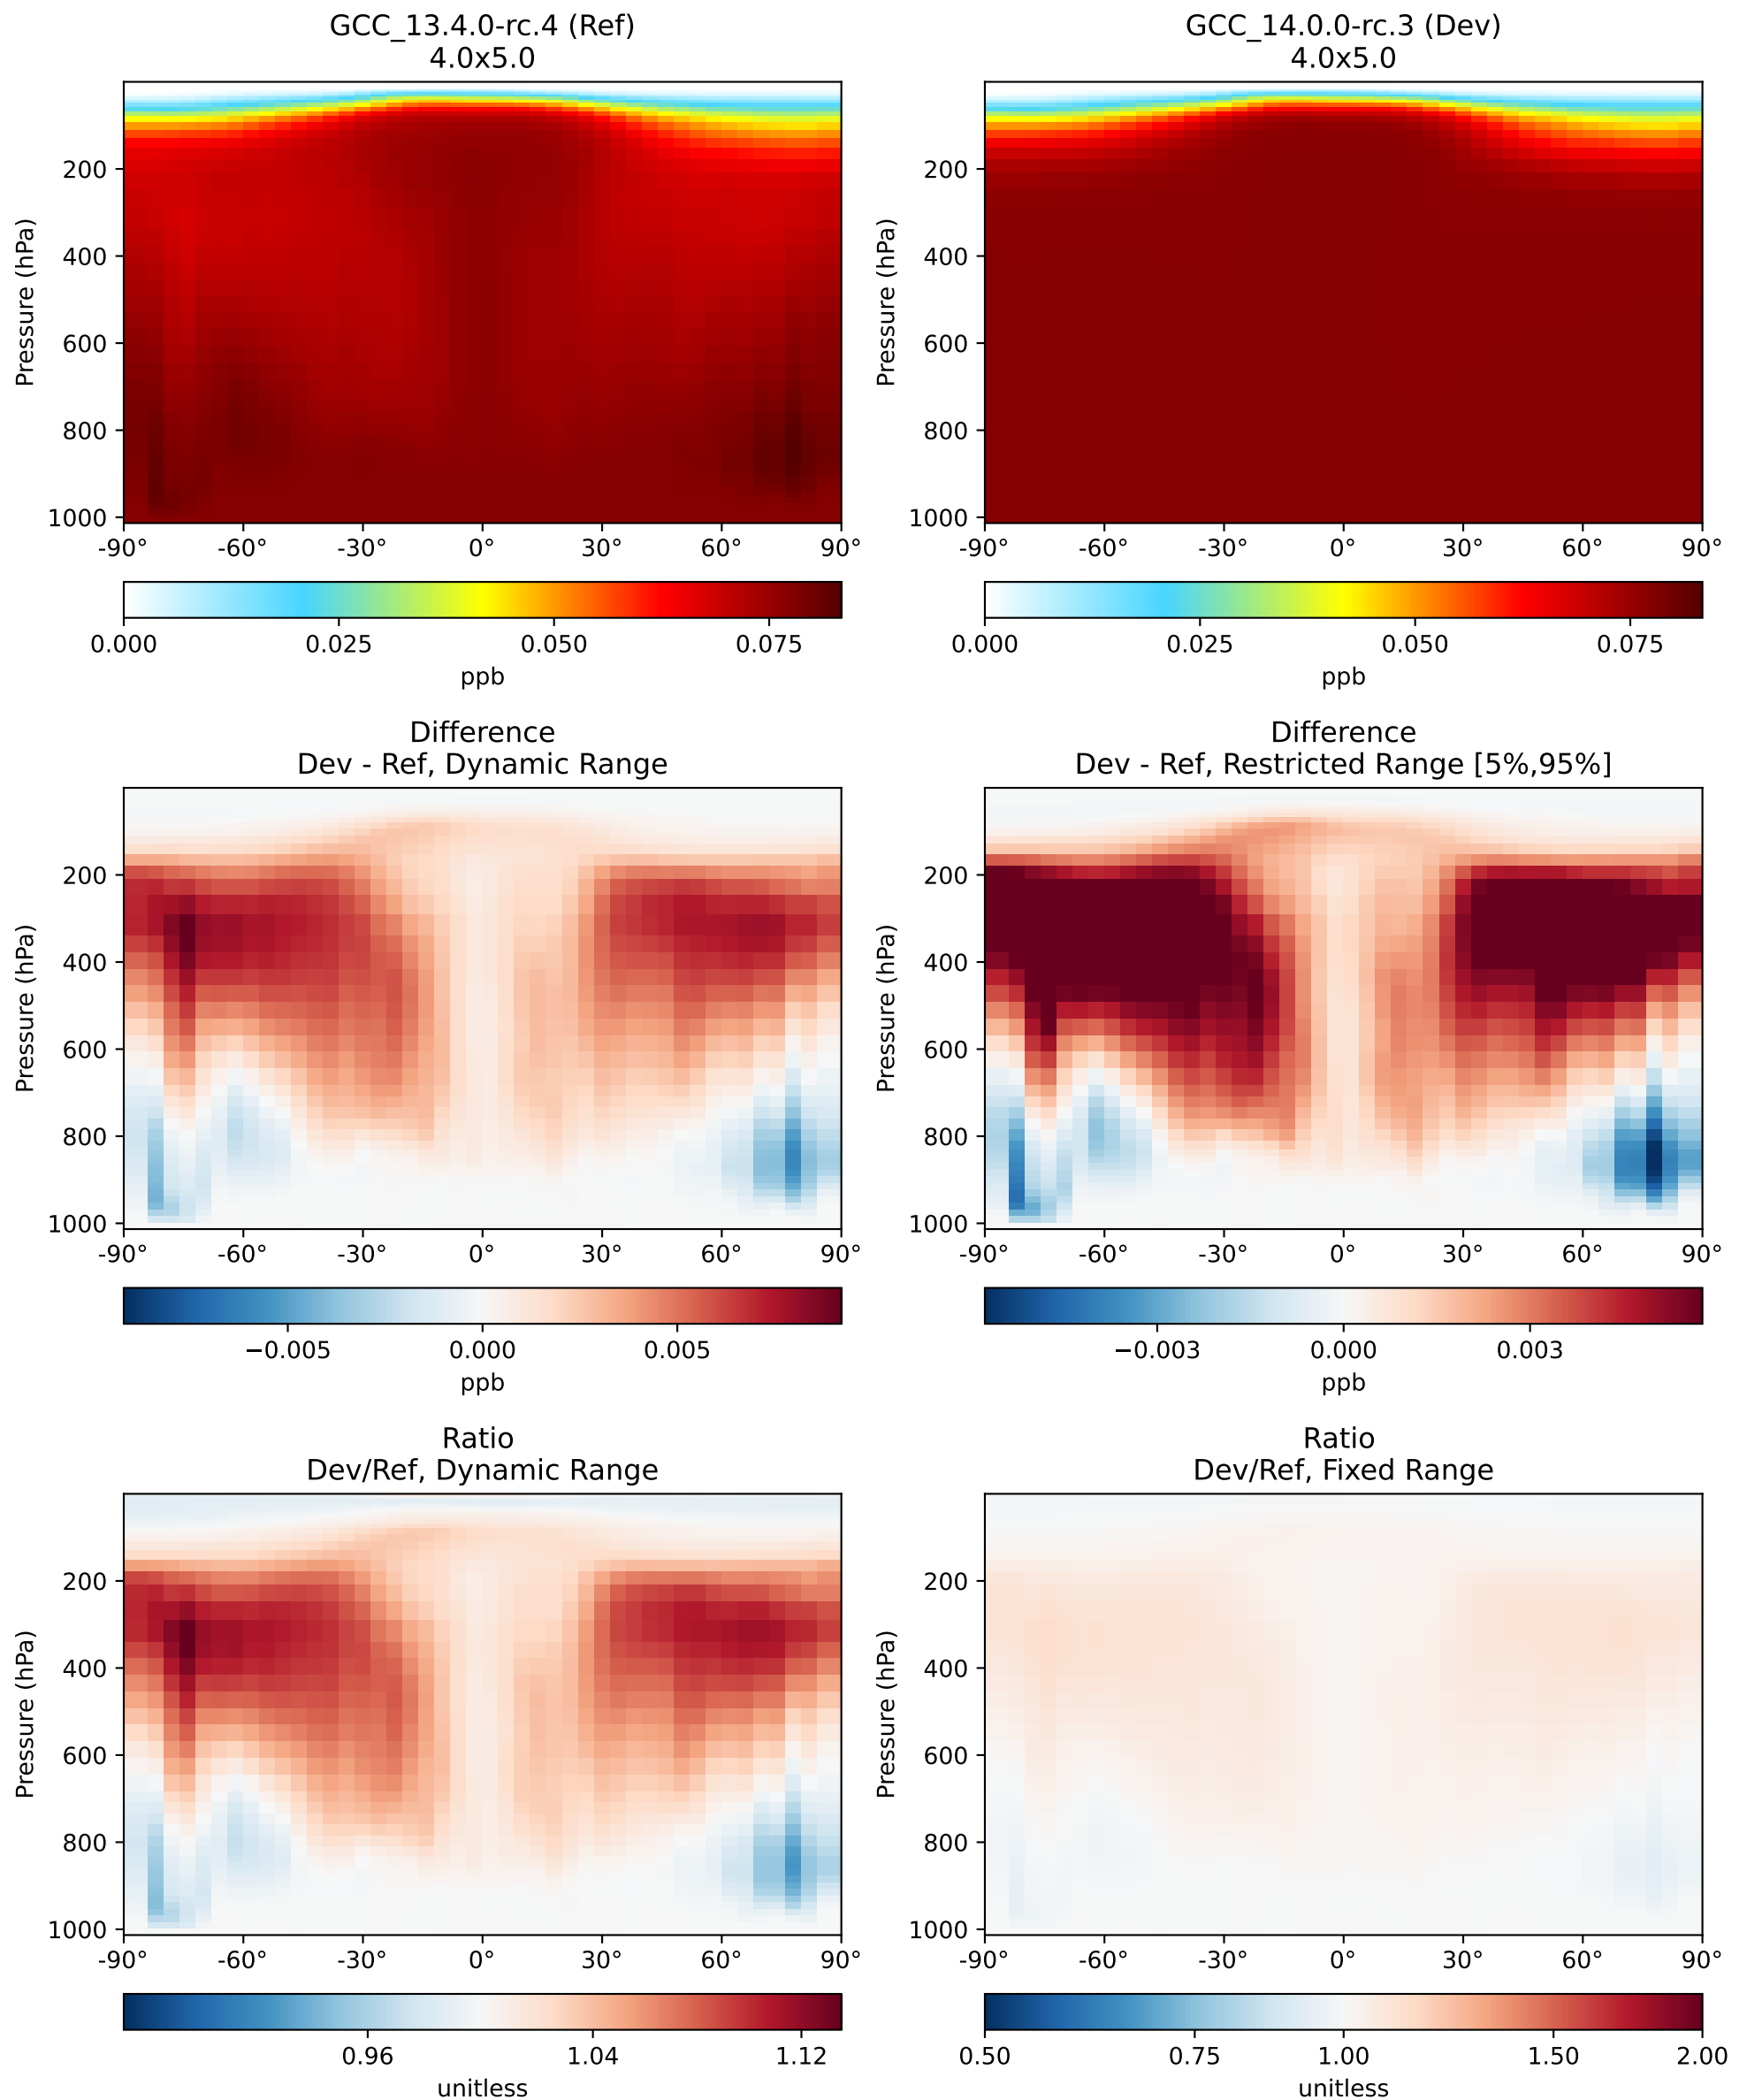 GCC_13.4.0-rc.4 (Ref)
4.0x5.0
Pressure (hPa)
200
400
600
800
1000
-90° -60° -30° 0° 30° 60° 90°
0.000 0.025 0.050 0.075
ppb
GCC_14.0.0-rc.3 (Dev)
4.0x5.0
Pressure (hPa)
200
400
600
800
1000
-90° -60° -30° 0° 30° 60° 90°
0.000 0.025 0.050 0.075
ppb
Difference
Dev - Ref, Dynamic Range
Pressure (hPa)
200
400
600
800
1000
-90° -60° -30° 0° 30° 60° 90°
−0.005 0.000 0.005
ppb
Difference
Dev - Ref, Restricted Range [5%,95%]
Pressure (hPa)
200
400
600
800
1000
-90° -60° -30° 0° 30° 60° 90°
−0.003 0.000 0.003
ppb
Ratio
Dev/Ref, Dynamic Range
Pressure (hPa)
200
400
600
800
1000
-90° -60° -30° 0° 30° 60° 90°
0.96 1.04 1.12
unitless
Ratio
Dev/Ref, Fixed Range
Pressure (hPa)
200
400
600
800
1000
-90° -60° -30° 0° 30° 60° 90°
0.50 0.75 1.00 1.50 2.00
unitless